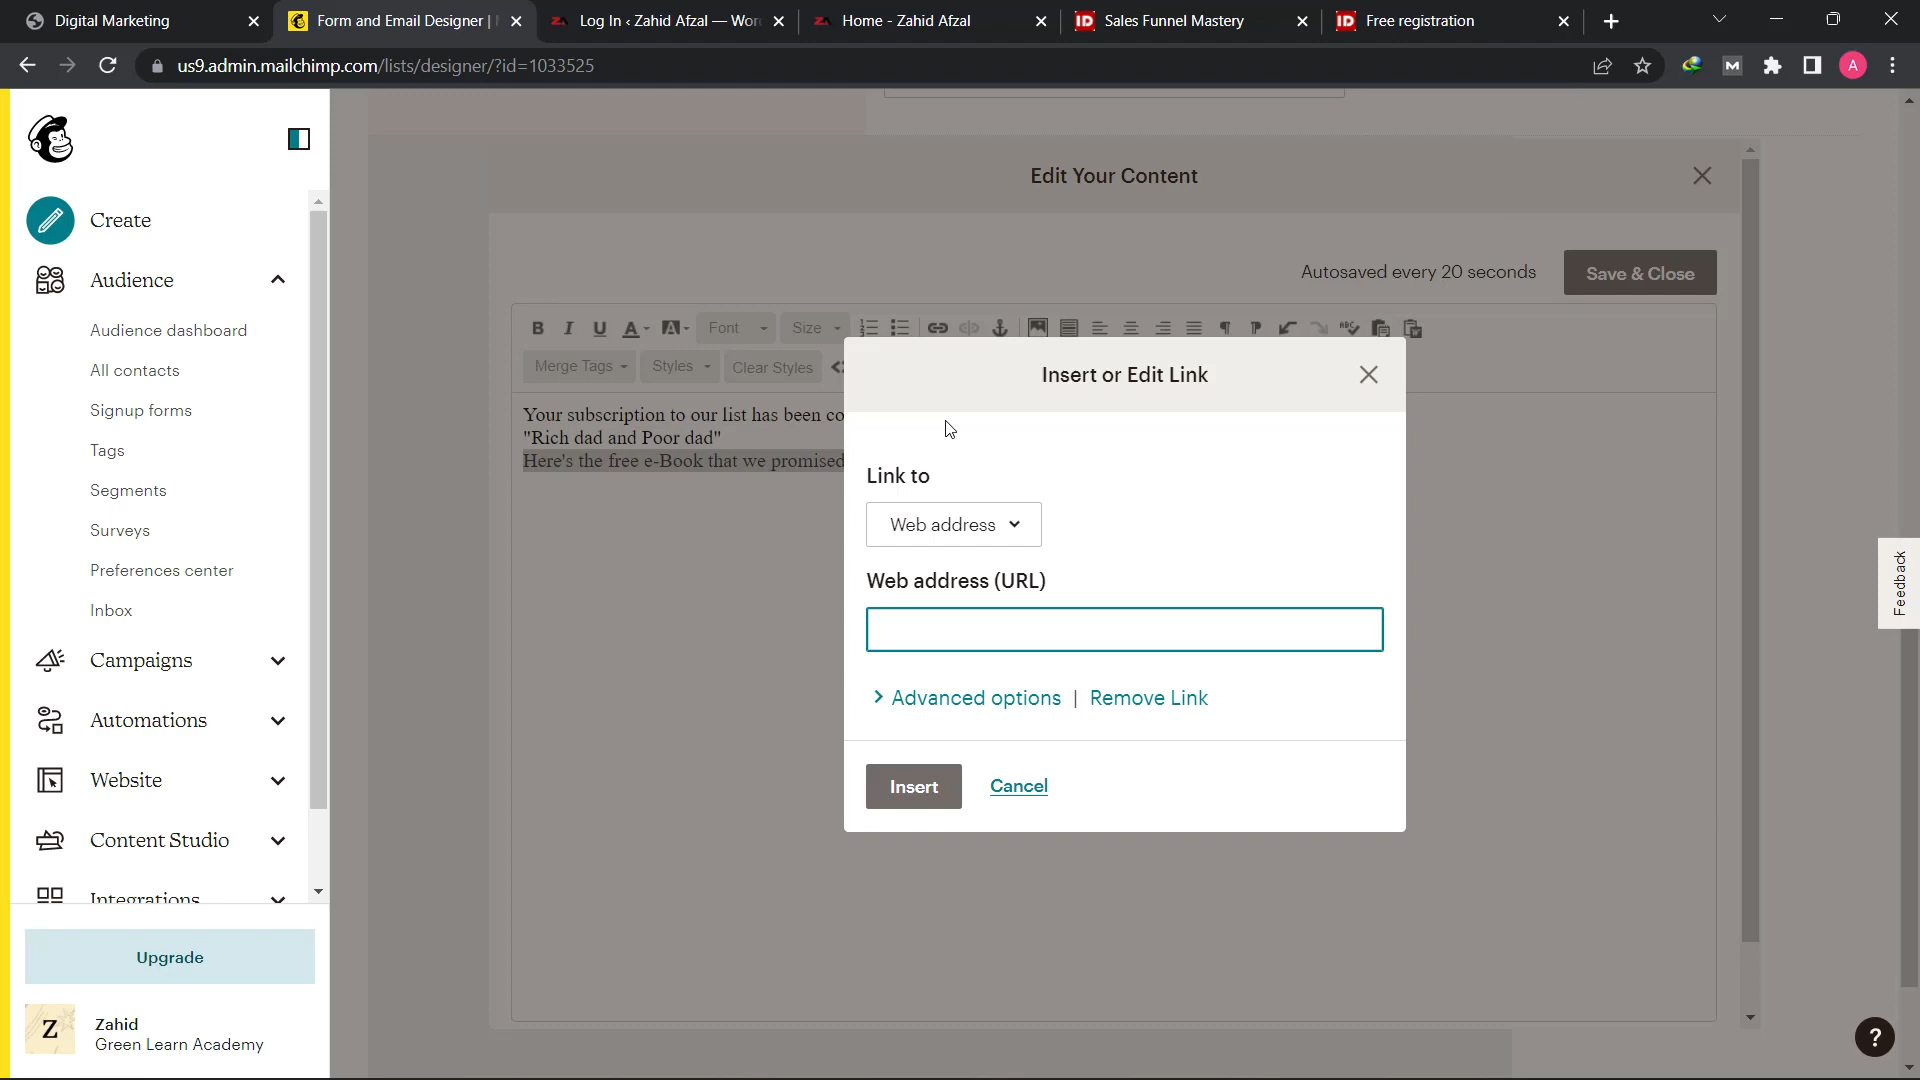 Digital Marketing
Form and Email Designer |
Log In ‹ Zahid Afzal — Wor
Home - Zahid Afzal
Sales Funnel Mastery
Free registration
us9.admin.mailchimp.com/lists/designer/?id=1033525
A
Create
Audience
Audience dashboard
All contacts
Signup forms
Tags
Segments
Surveys
Preferences center
Inbox
Campaigns
Automations
Website
Content Studio
Integrations
Upgrade
Z
Zahid
Green Learn Academy
Edit Your Content
Autosaved every 20 seconds
Save & Close
B I U A A Font Size
Merge Tags Styles Clear Styles
Your subscription to our list has been co
"Rich dad and Poor dad"
Here's the free e-Book that we promised
Insert or Edit Link
Link to
Web address
Web address (URL)
Advanced options | Remove Link
Insert Cancel
Feedback
?